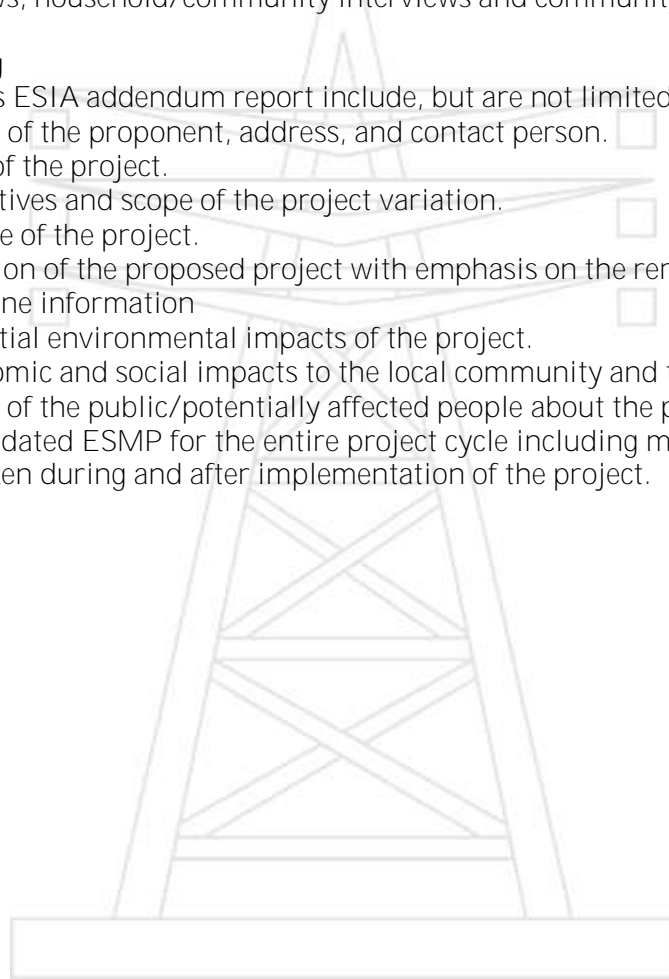 household/community interviews and communit
s ESIA addendum report include, but are not limited
of the proponent, address, and contact person.
of the project.
tives and scope of the project variation.
e of the project.
on of the proposed project with emphasis on the rer
ne information
tial environmental impacts of the project.
omic and social impacts to the local community and
of the public/potentially affected people about the p
dated ESMP for the entire project cycle including m
en during and after implementation of the project.